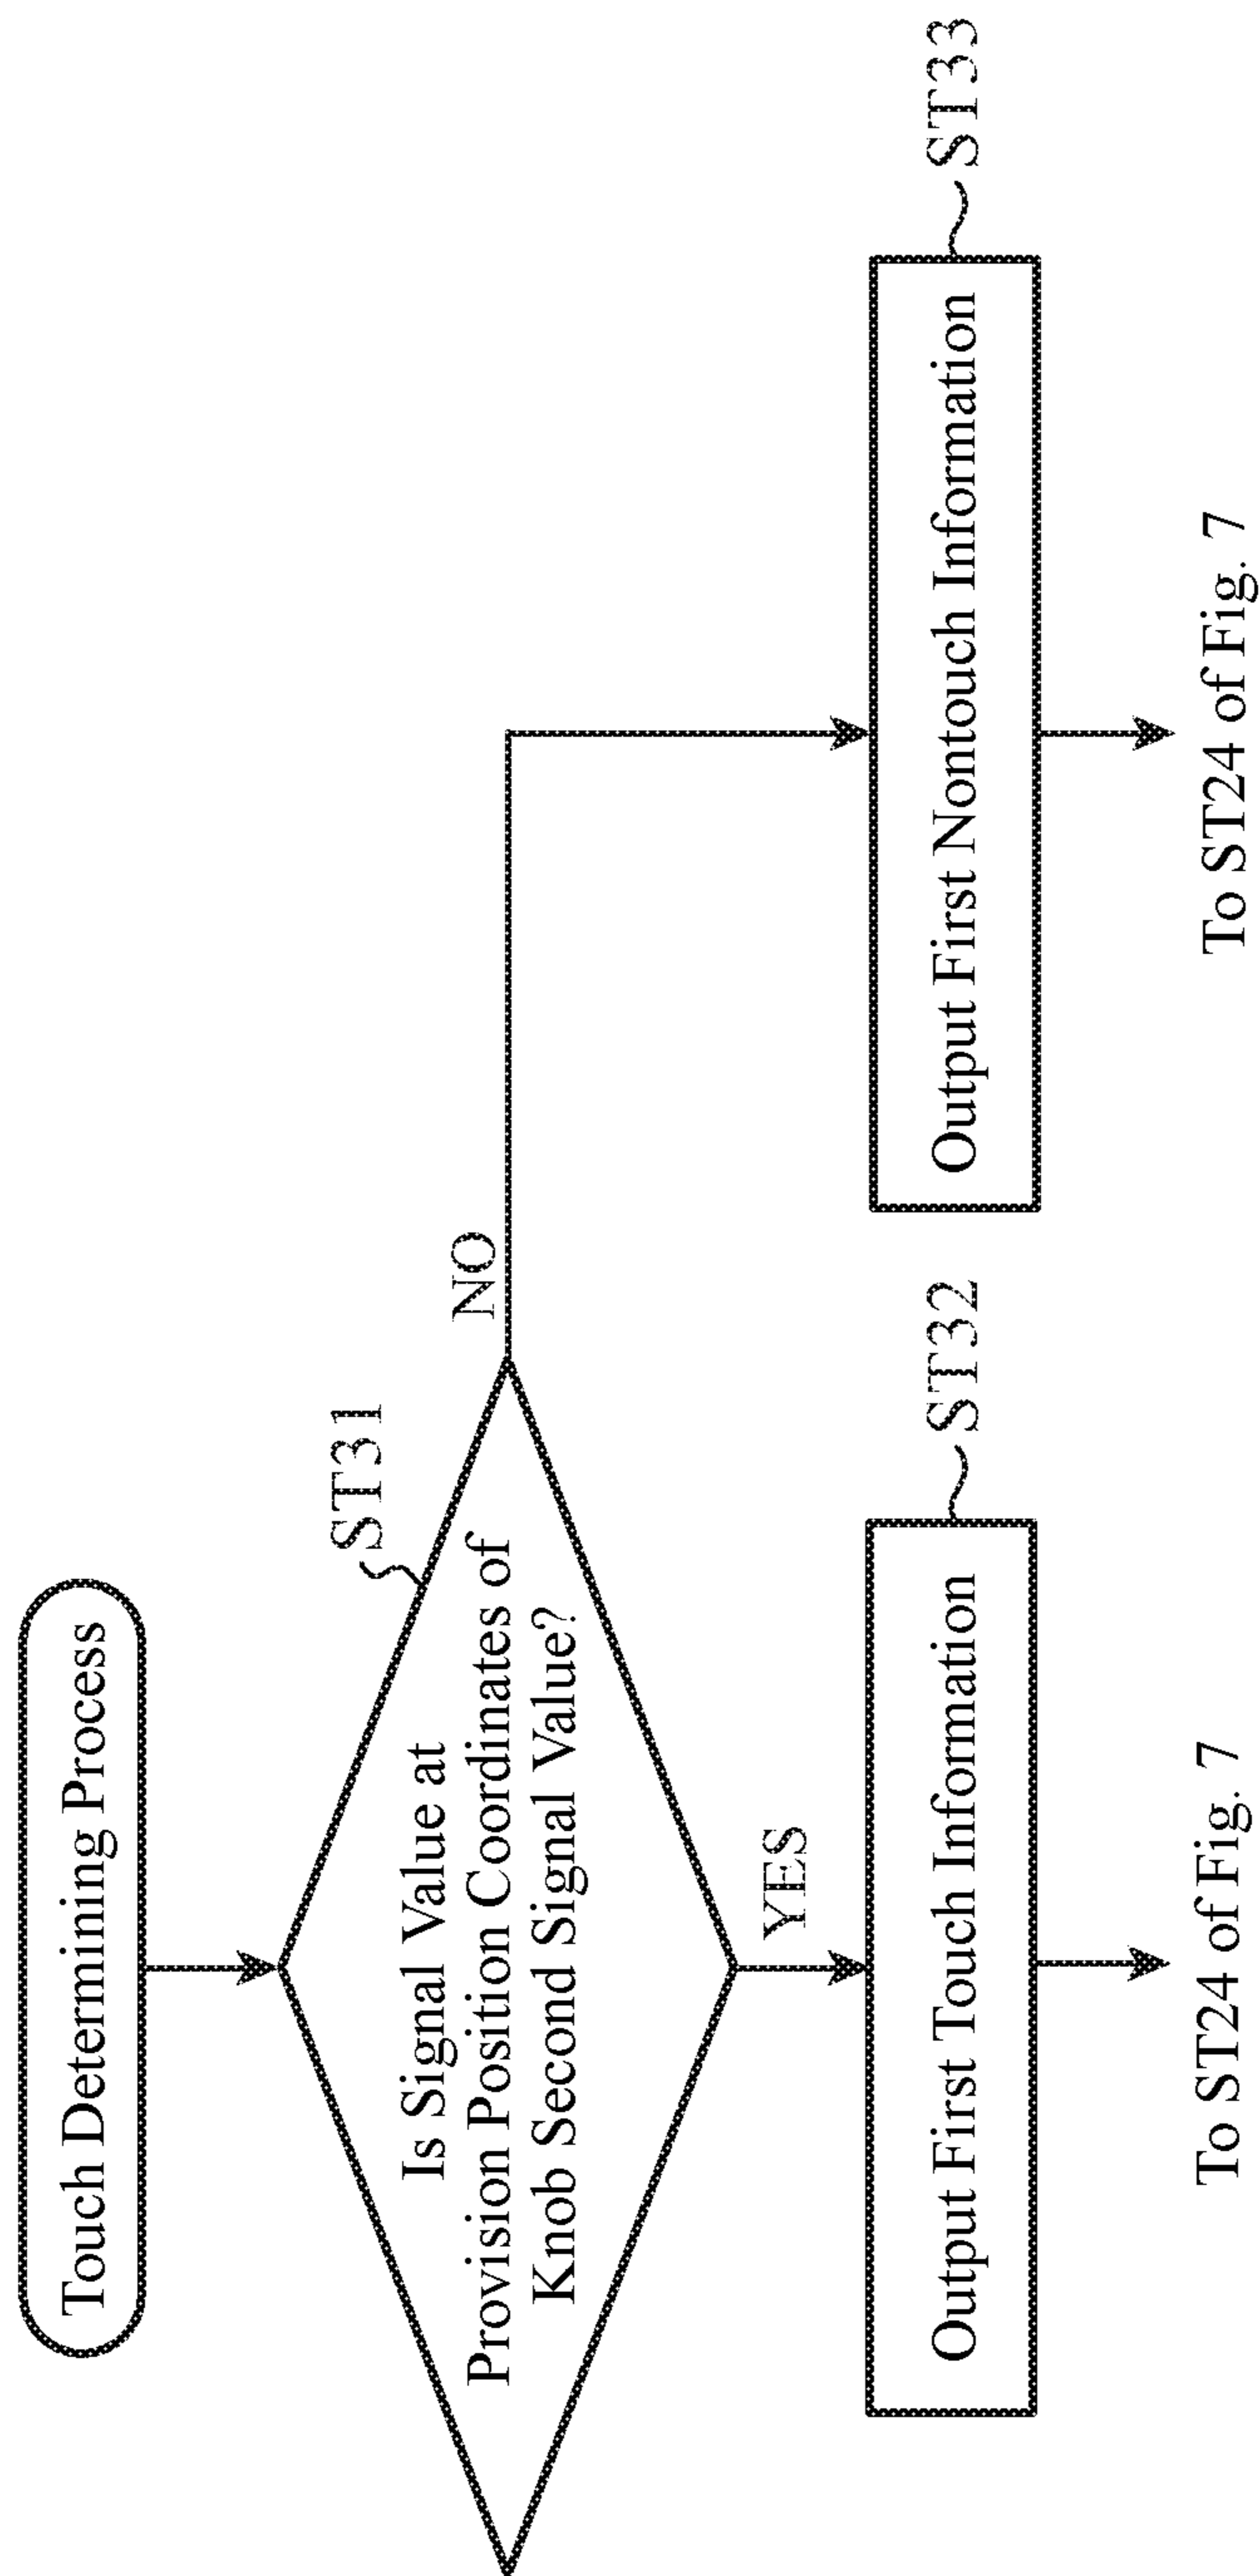 Touch Determining Process
ST31
Is Signal Value at
Provision Position Coordinates of
Knob Second Signal Value?
NO
YES
Output First Touch Information
ST32
Output First Nontouch Information
ST33
To ST24 of Fig. 7
To ST24 of Fig. 7